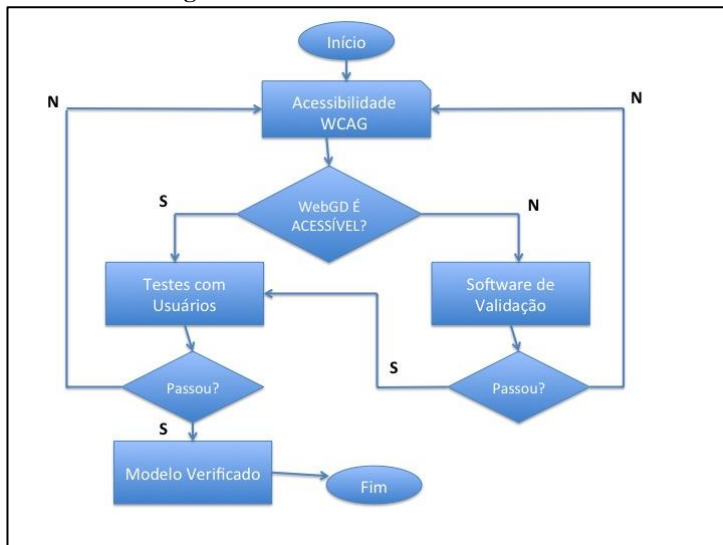 Início
N
N
Acessibilidade
WCAG
S
WebGD É
ACESSÍVEL?
N
Testes com
Usuários
Software de
Validação
Passou?
S
Passou?
S
Modelo Verificado
Fim